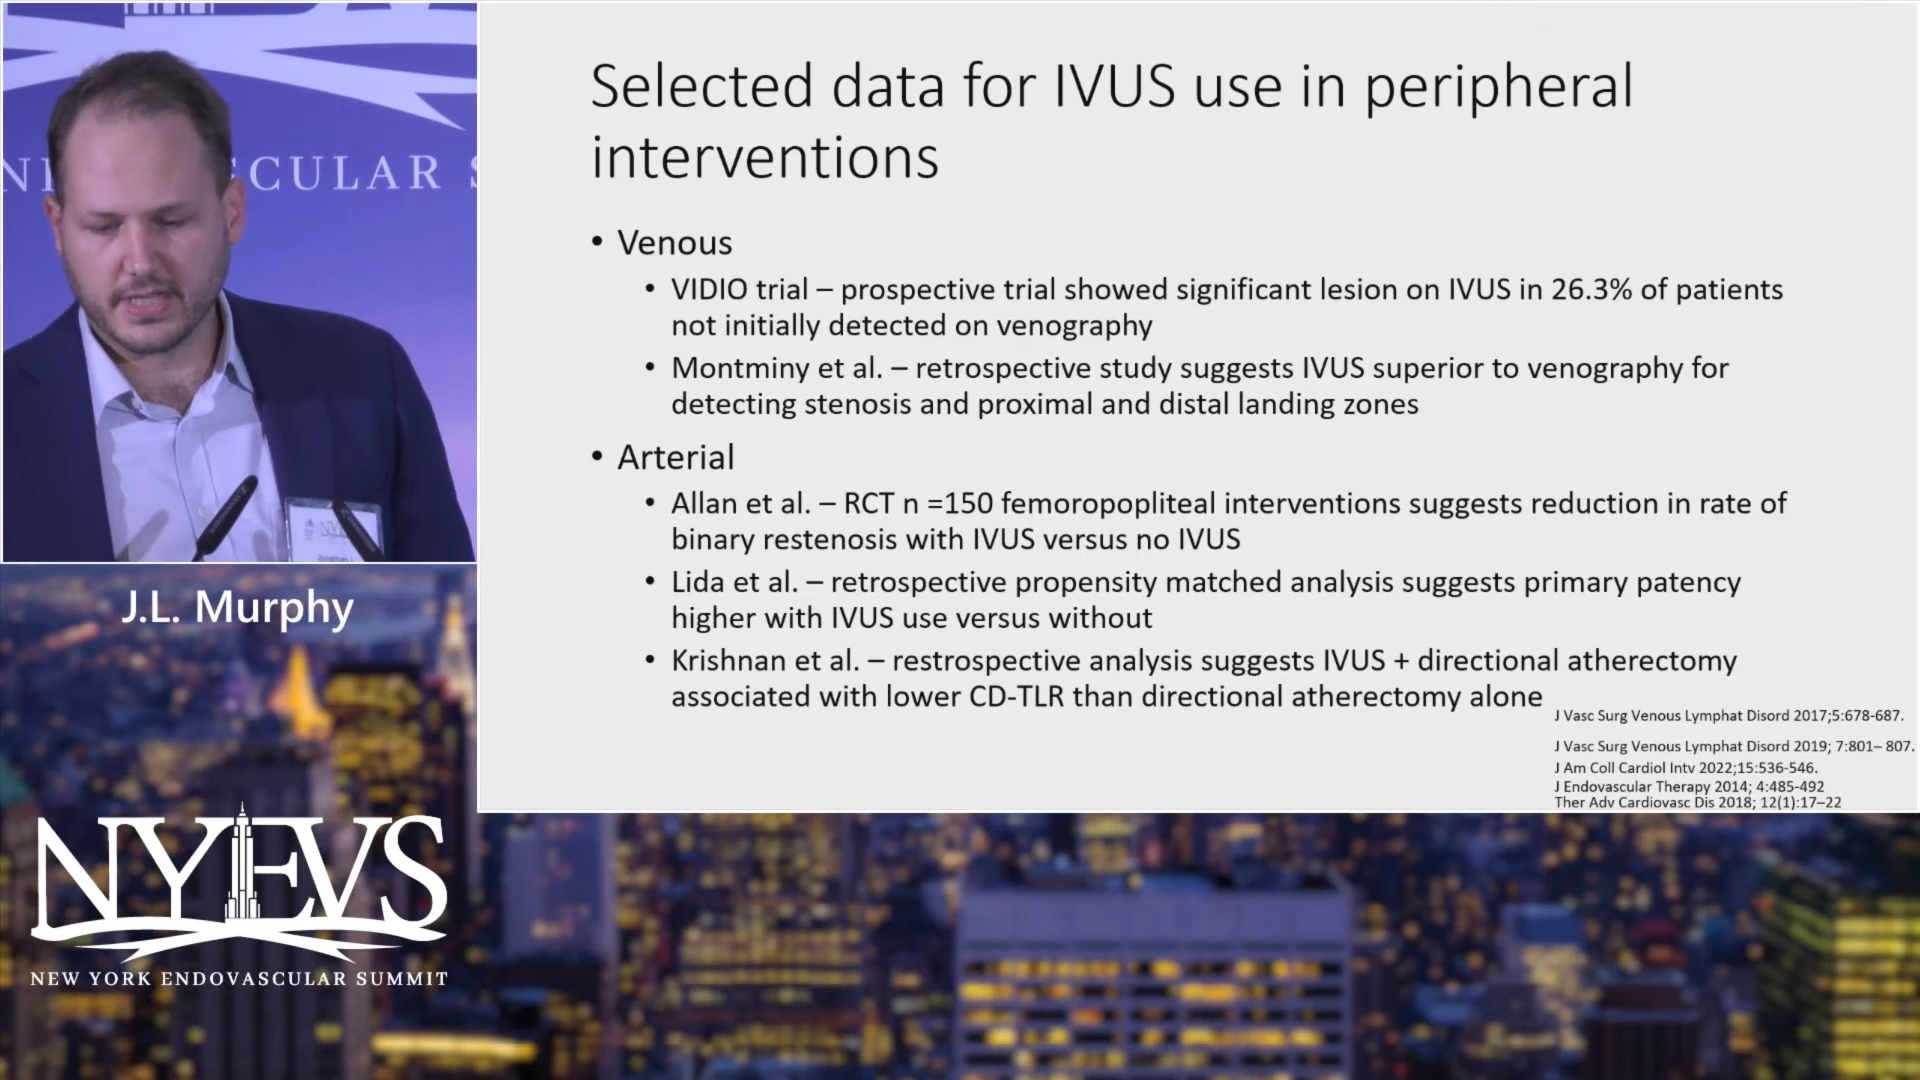 Selected data for IVUS use in peripheral
interventions
• Venous
• VIDIO trial – prospective trial showed significant lesion on IVUS in 26.3% of patients
not initially detected on venography
• Montminy et al. – retrospective study suggests IVUS superior to venography for
detecting stenosis and proximal and distal landing zones
• Arterial
• Allan et al. – RCT n =150 femoropopliteal interventions suggests reduction in rate of
binary restenosis with IVUS versus no IVUS
• Lida et al. – retrospective propensity matched analysis suggests primary patency
higher with IVUS use versus without
• Krishnan et al. – restrospective analysis suggests IVUS + directional atherectomy
associated with lower CD-TLR than directional atherectomy alone
J Vasc Surg Venous Lymphat Disord 2017;5:678-687.
J Vasc Surg Venous Lymphat Disord 2019; 7:801– 807.
J Am Coll Cardiol Intv 2022;15:536-546.
J Endovascular Therapy 2014; 4:485-492
Ther Adv Cardiovasc Dis 2018; 12(1):17–22
CULAR
J.L. Murphy
NYEVS
NEW YORK ENDOVASCULAR SUMMIT